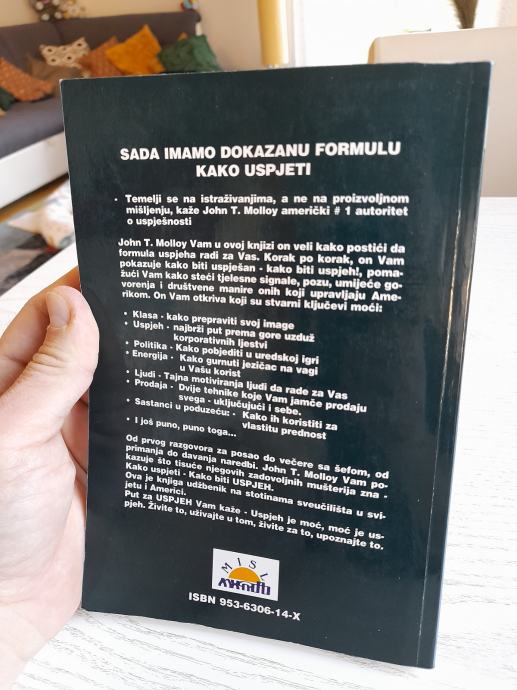 SADA IMAMO DOKAZANU FORMULU
KAKO USPJETI
· Temelji se na istraživanjima, a ne na proizvoljnom
mišljenju, kaže John T. Molloy američki # 1 autoritet
o uspješnosti
John T. Molloy Vam u ovoj knjizi on veli kako postići da
formula uspjeha radi za Vas. Korak po korak, on Vam
pokazuje kako biti uspješan - kako biti uspjeh!, poma-
žući Vam kako steći tjelesne signale, pozu, umijeće go-
vorenja i društvene manire onih koji upravljaju Ame-
rikom. On Vam otkriva koji su stvarni ključevi moći:
• Klasa - kako prepraviti svoj image
• Uspjeh - najbrži put prema gore uzduž
korporativnih ljestvi
• Politika - Kako pobjediti u uredskoj igri
• Energija - Kako gurnuti jezičac na vagi
u Vašu korist
• Ljudi - Tajna motiviranja ljudi da rade za Vas
• Prodaja - Dvije tehnike koje Vam jamče prodaju
svega - uključujući i sebe.
• Sastanci u poduzeću: - Kako ih koristiti za
vlastitu prednost
• I još puno, puno toga...
Od prvog razgovora za posao do večere sa šefom, od
primanja do davanja naredbi. John T. Molloy Vam po-
kazuje što tisuće njegovih zadovoljnih mušterija zna -
Kako uspjeti - Kako biti USPJEH.
Ova je knjiga udžbenik na stotinama sveučilišta u svi-
jetu i Americi.
Put za USPJEH Vam kaže - Uspjeh je moć, moć je us-
pjeh. Živite to, uživajte u tom, živite za to, upoznajte to.
MISL
ISBN 953-6306-14-X